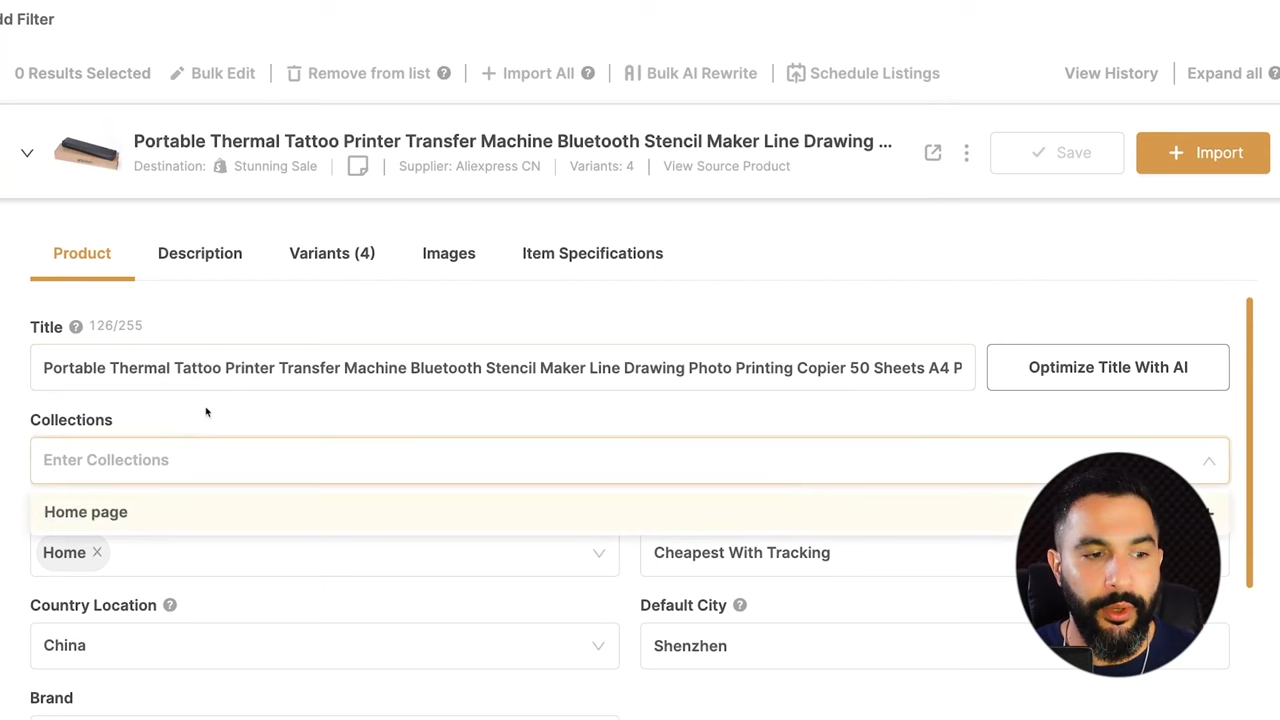 dd Filter
0 Results Selected Bulk Edit Remove from list ? + Import All ? AI Bulk AI Rewrite Schedule Listings View History Expand all ?
Portable Thermal Tattoo Printer Transfer Machine Bluetooth Stencil Maker Line Drawing ...
Destination: Stunning Sale Supplier: Aliexpress CN Variants: 4 View Source Product
Save
+ Import
Product Description Variants (4) Images Item Specifications
Title ? 126/255
Portable Thermal Tattoo Printer Transfer Machine Bluetooth Stencil Maker Line Drawing Photo Printing Copier 50 Sheets A4 P
Optimize Title With AI
Collections
Enter Collections
Home page
Home ×
Cheapest With Tracking
Country Location ? Default City ?
China
Shenzhen
Brand